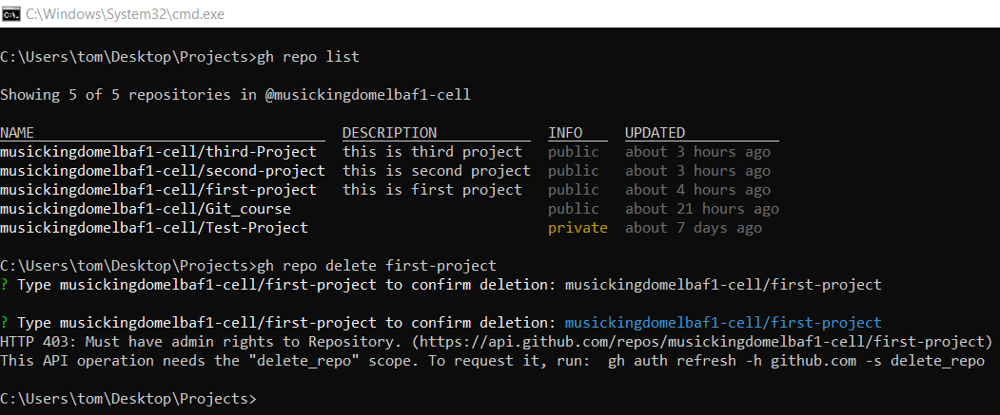 C:\Windows\System32\cmd.exe
C:\Users\tom\Desktop\Projects>gh repo list
Showing 5 of 5 repositories in @musickingdomelbaf1-cell
NAME DESCRIPTION INFO UPDATED
musickingdomelbaf1-cell/third-Project this is third project public about 3 hours ago
musickingdomelbaf1-cell/second-project this is second project public about 3 hours ago
musickingdomelbaf1-cell/first-project this is first project public about 4 hours ago
musickingdomelbaf1-cell/Git_course public about 21 hours ago
musickingdomelbaf1-cell/Test-Project private about 7 days ago
C:\Users\tom\Desktop\Projects>gh repo delete first-project
? Type musickingdomelbaf1-cell/first-project to confirm deletion: musickingdomelbaf1-cell/first-project
? Type musickingdomelbaf1-cell/first-project to confirm deletion: musickingdomelbaf1-cell/first-project
HTTP 403: Must have admin rights to Repository. (https://api.github.com/repos/musickingdomelbaf1-cell/first-project)
This API operation needs the "delete_repo" scope. To request it, run:  gh auth refresh -h github.com -s delete_repo
C:\Users\tom\Desktop\Projects>